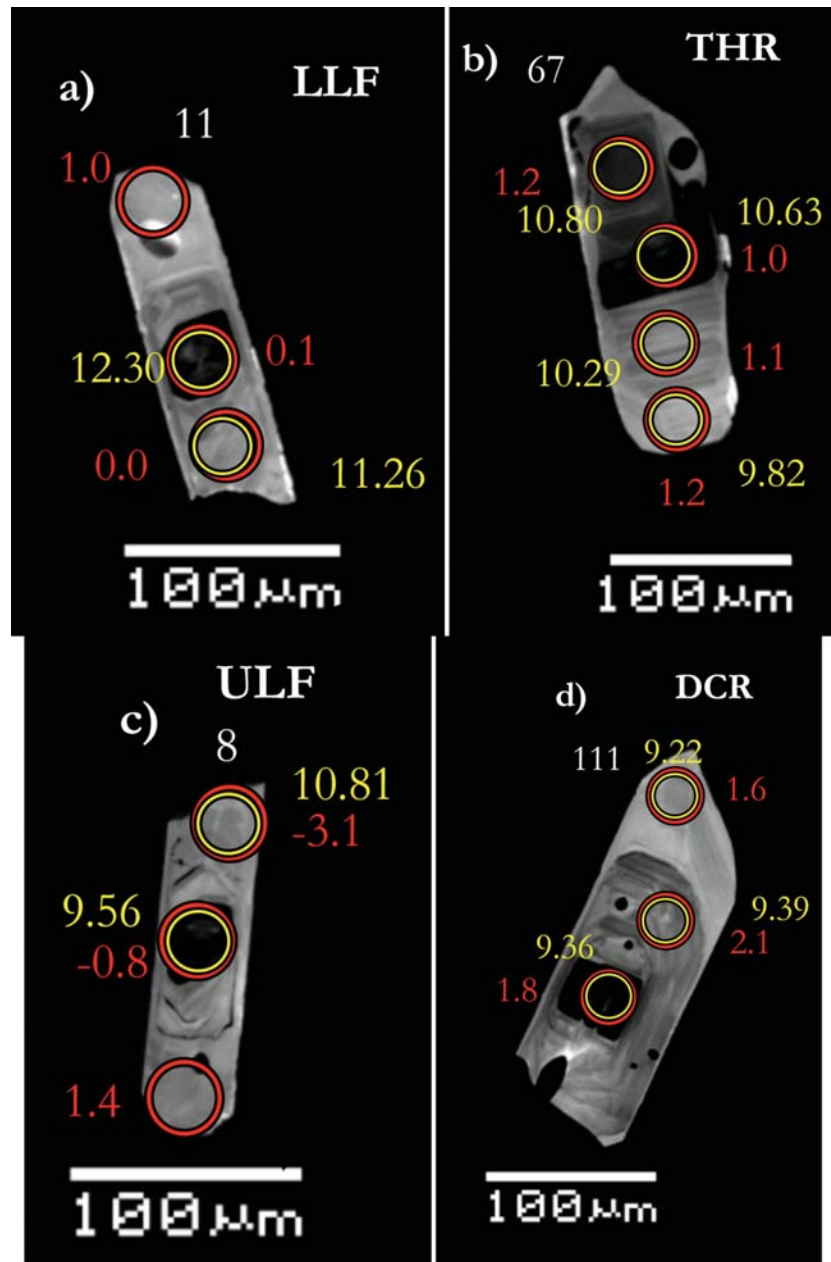 a)
LLF
11
1.0
12.30
0.1
0.0
11.26
100μm
b)
67
THR
1.2
10.80
10.63
1.0
10.29
1.1
1.2
9.82
100μm
c)
ULF
8
10.81
-3.1
9.56
-0.8
1.4
100μm
d)
DCR
111
9.22
1.6
9.39
2.1
9.36
1.8
100μm